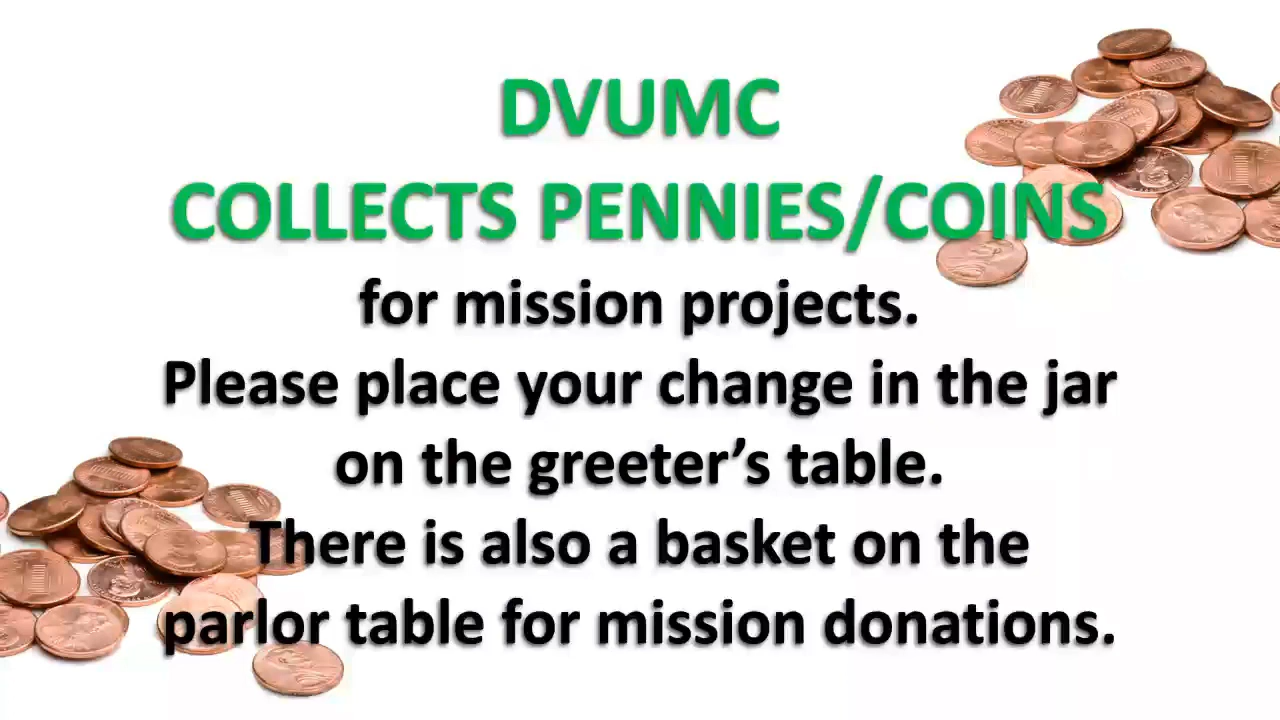 DVUMC
COLLECTS PENNIES/COINS
for mission projects.
Please place your change in the jar
on the greeter’s table.
There is also a basket on the
parlor table for mission donations.